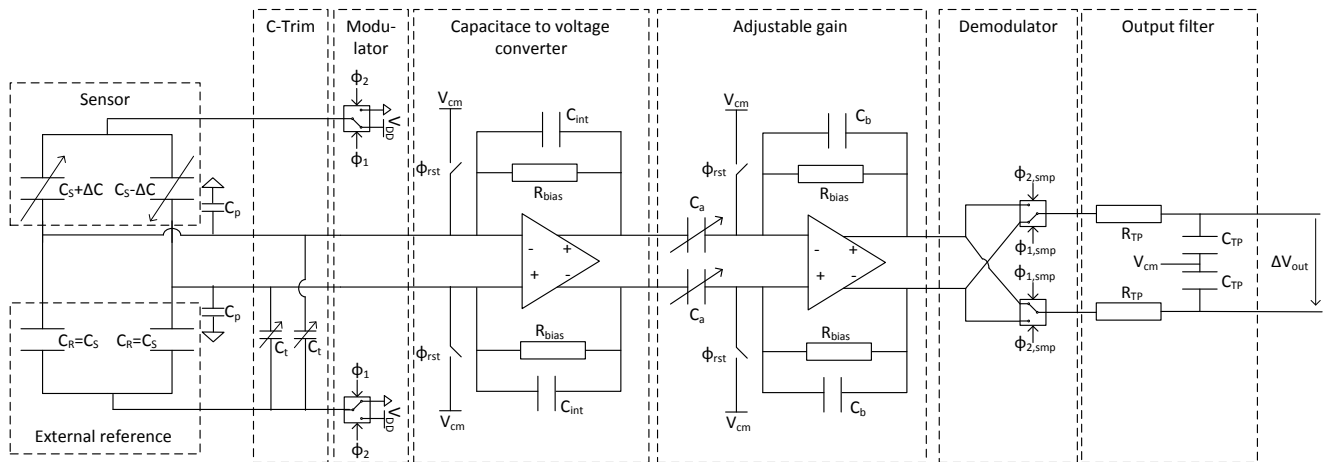 C-Trim
Modu-
lator
Capacitace to voltage
converter
Adjustable gain
Demodulator
Output filter
Sensor
ϕ2
VDD
ϕ1
Vcm
Cint
Vcm
Cb
ϕrst
Rbias
ϕrst
Rbias
CS+ΔC
CS-ΔC
Cp
Ca
ϕ2,smp
ϕ1,smp
RTP
CTP
- +
+ -
- +
+ -
Vcm
ΔVout
ϕ1,smp
CTP
Cp
Ca
RTP
ϕ2,smp
CR=CS
CR=CS
Ct
Ct
ϕrst
Rbias
ϕrst
Rbias
ϕ1
VDD
ϕ2
Cint
Cb
Vcm
Vcm
External reference